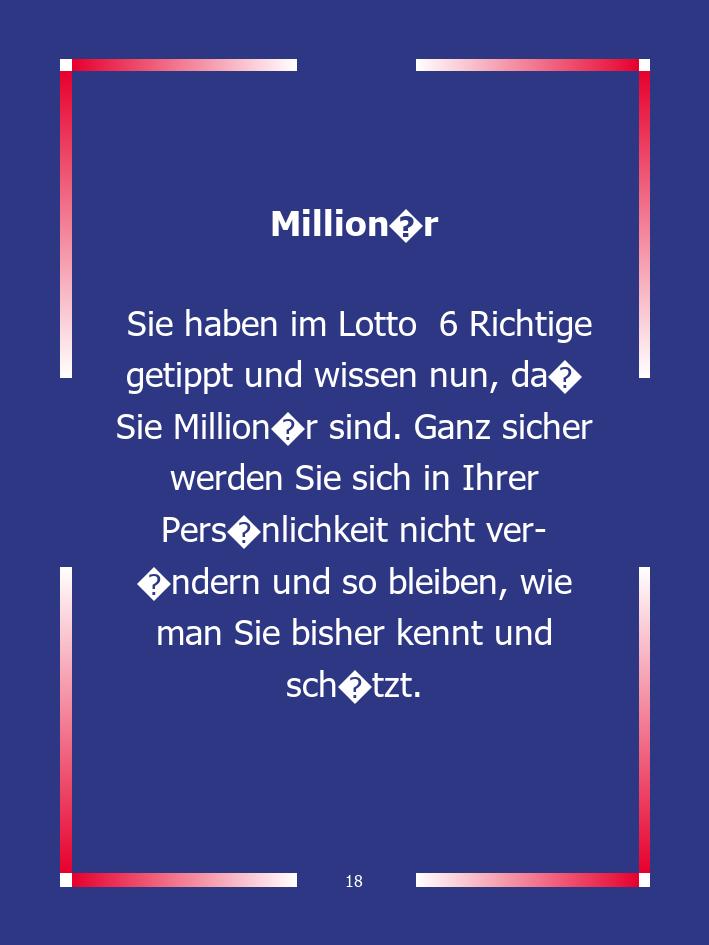 Million�r
Sie haben im Lotto  6 Richtige
getippt und wissen nun, da�
Sie Million�r sind. Ganz sicher
werden Sie sich in Ihrer
Pers�nlichkeit nicht ver-
�ndern und so bleiben, wie
man Sie bisher kennt und
sch�tzt.
18